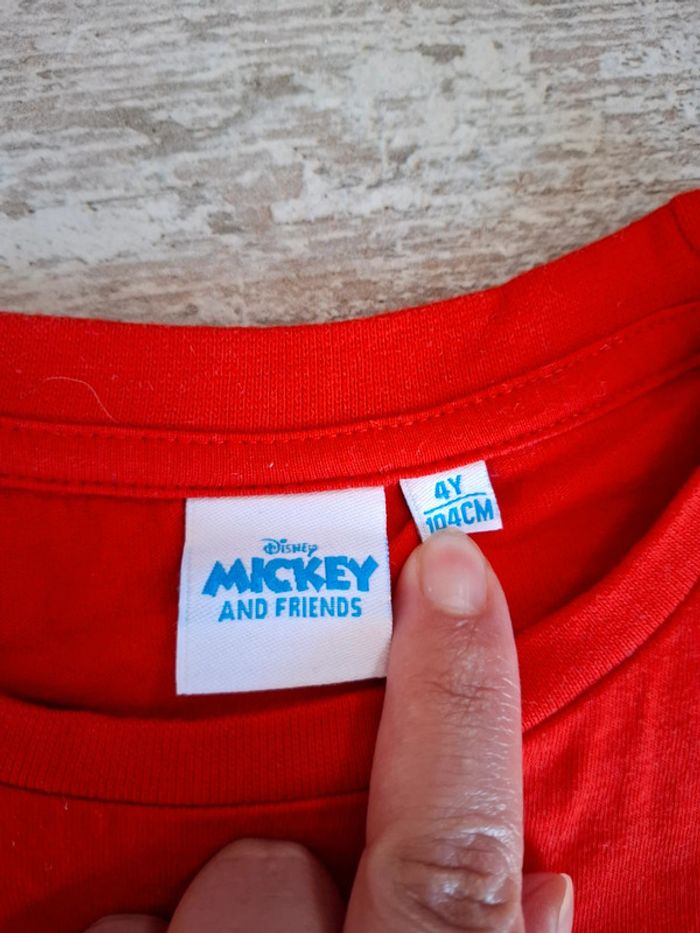 Disney
MICKEY
AND FRIENDS
4Y
104CM